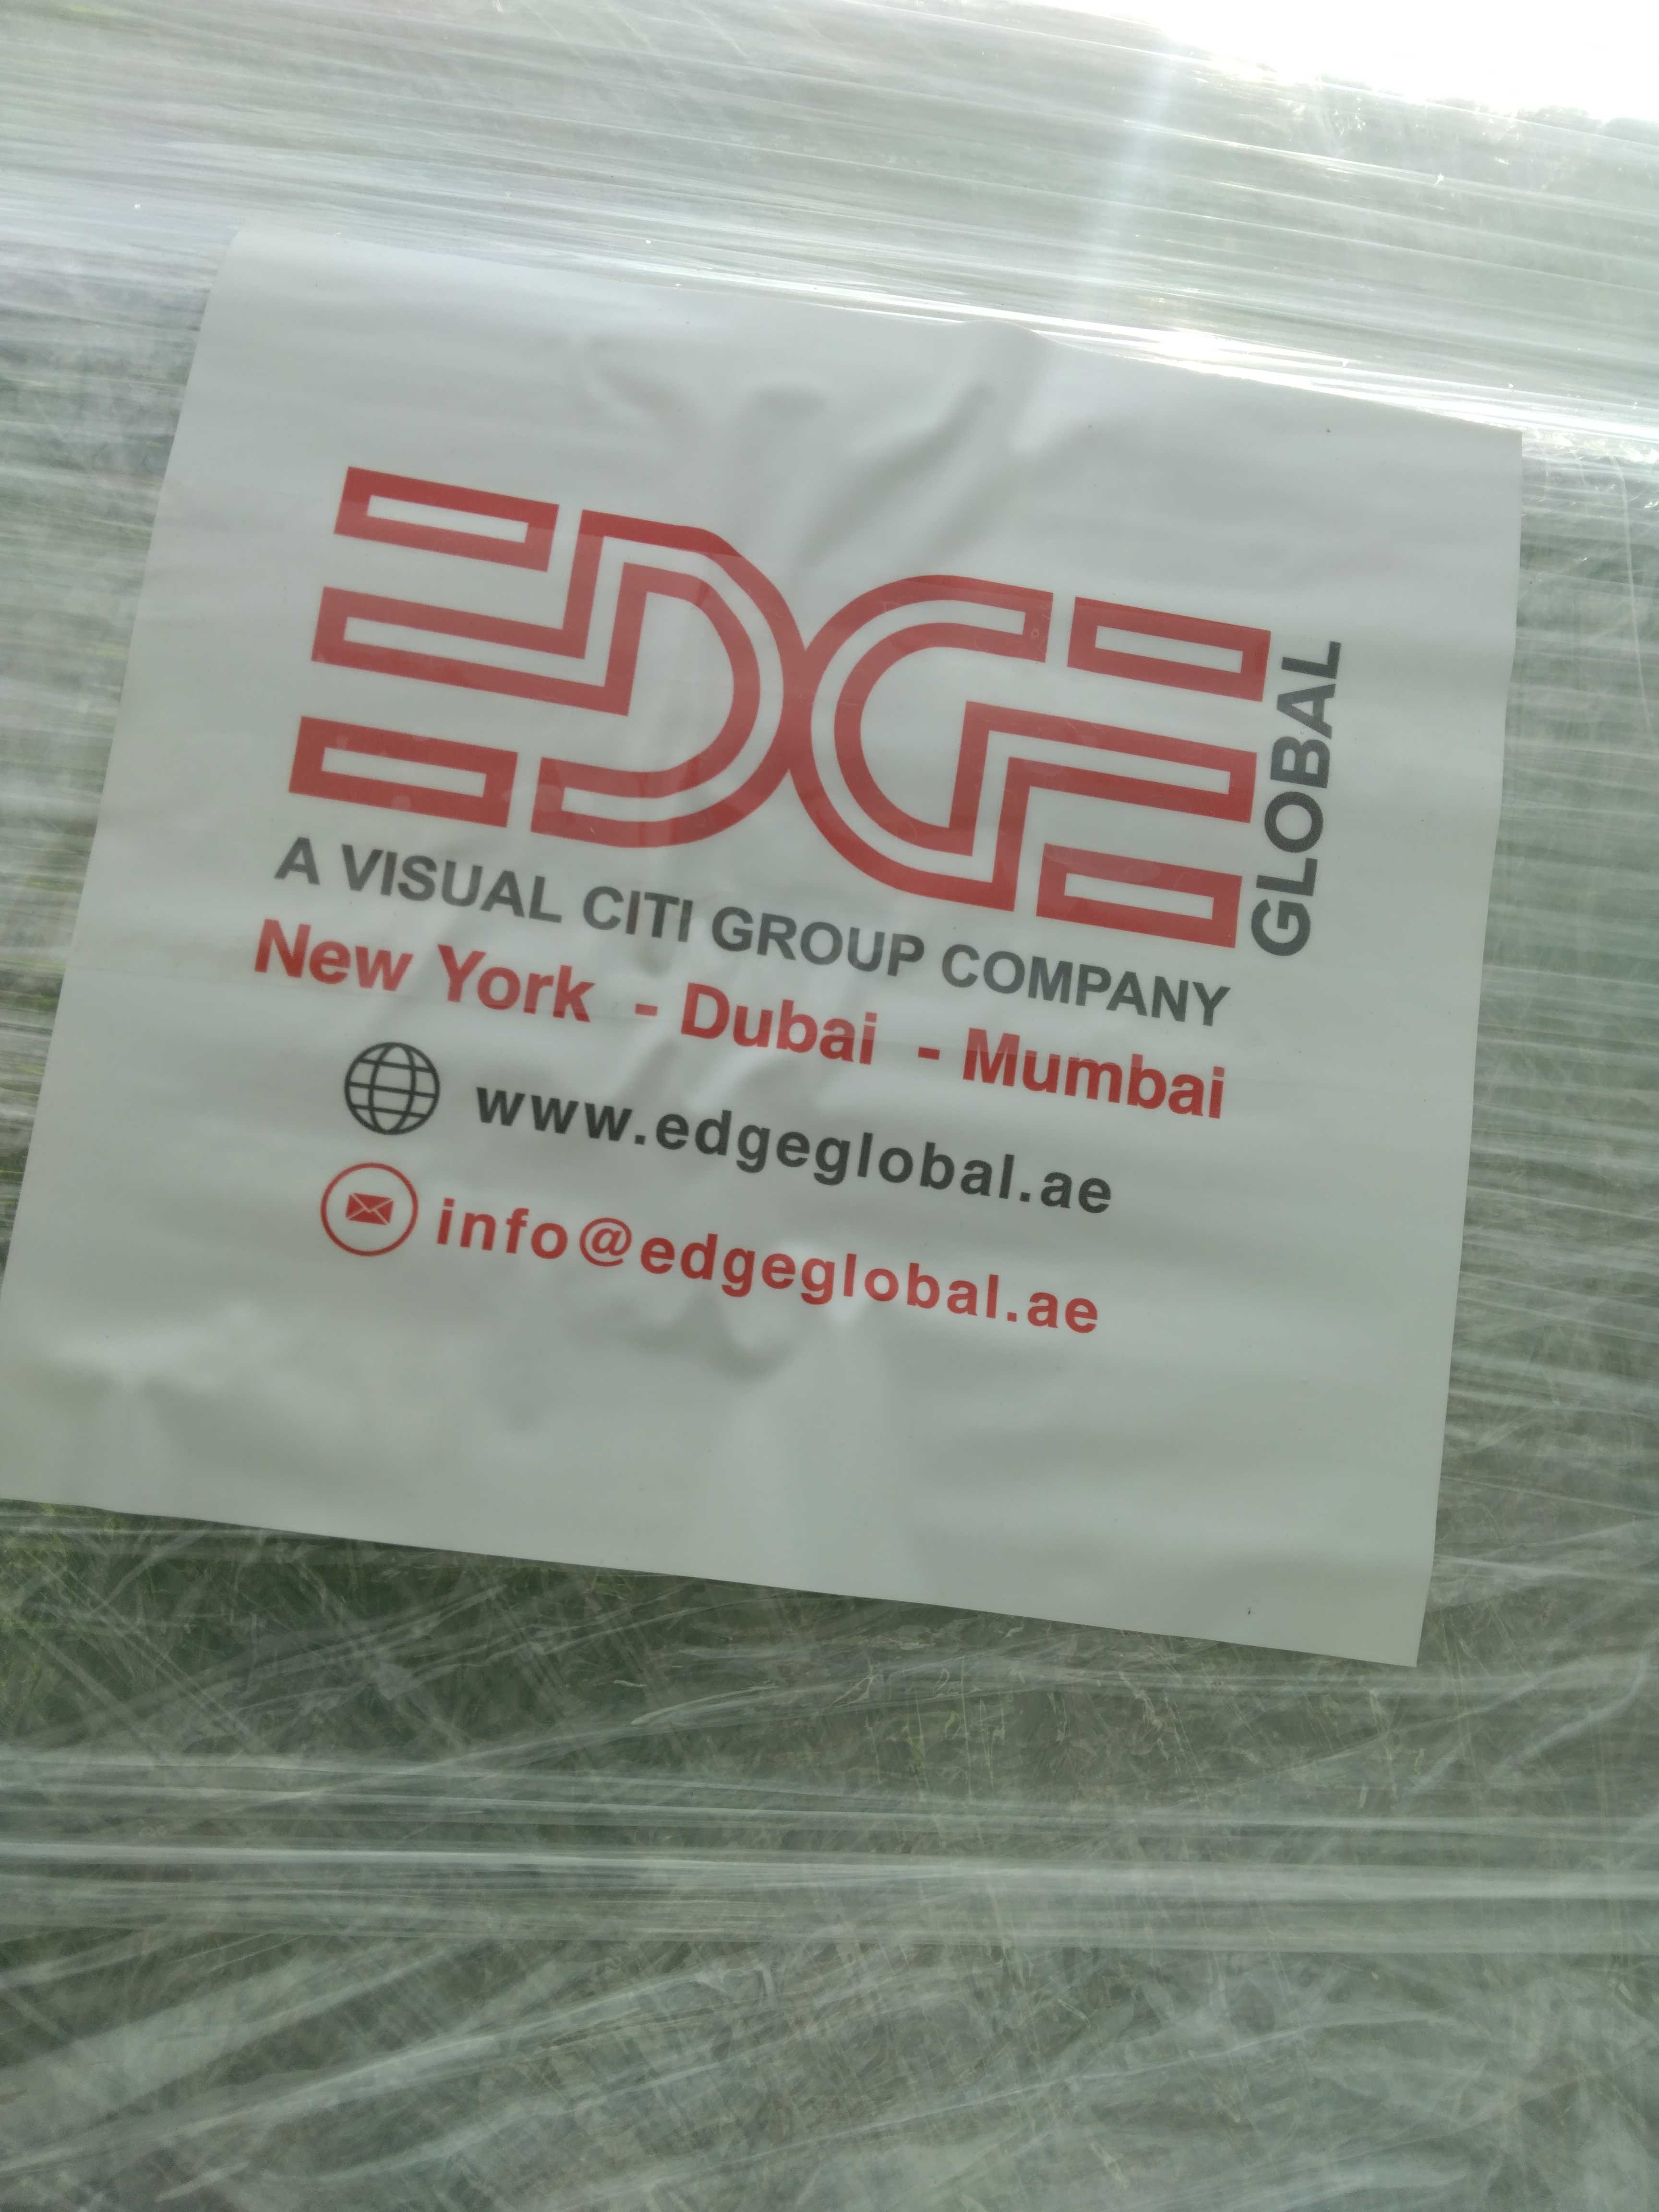 EDGE
GLOBAL
A VISUAL CITI GROUP COMPANY
New York - Dubai - Mumbai
www.edgeglobal.ae
info@edgeglobal.ae